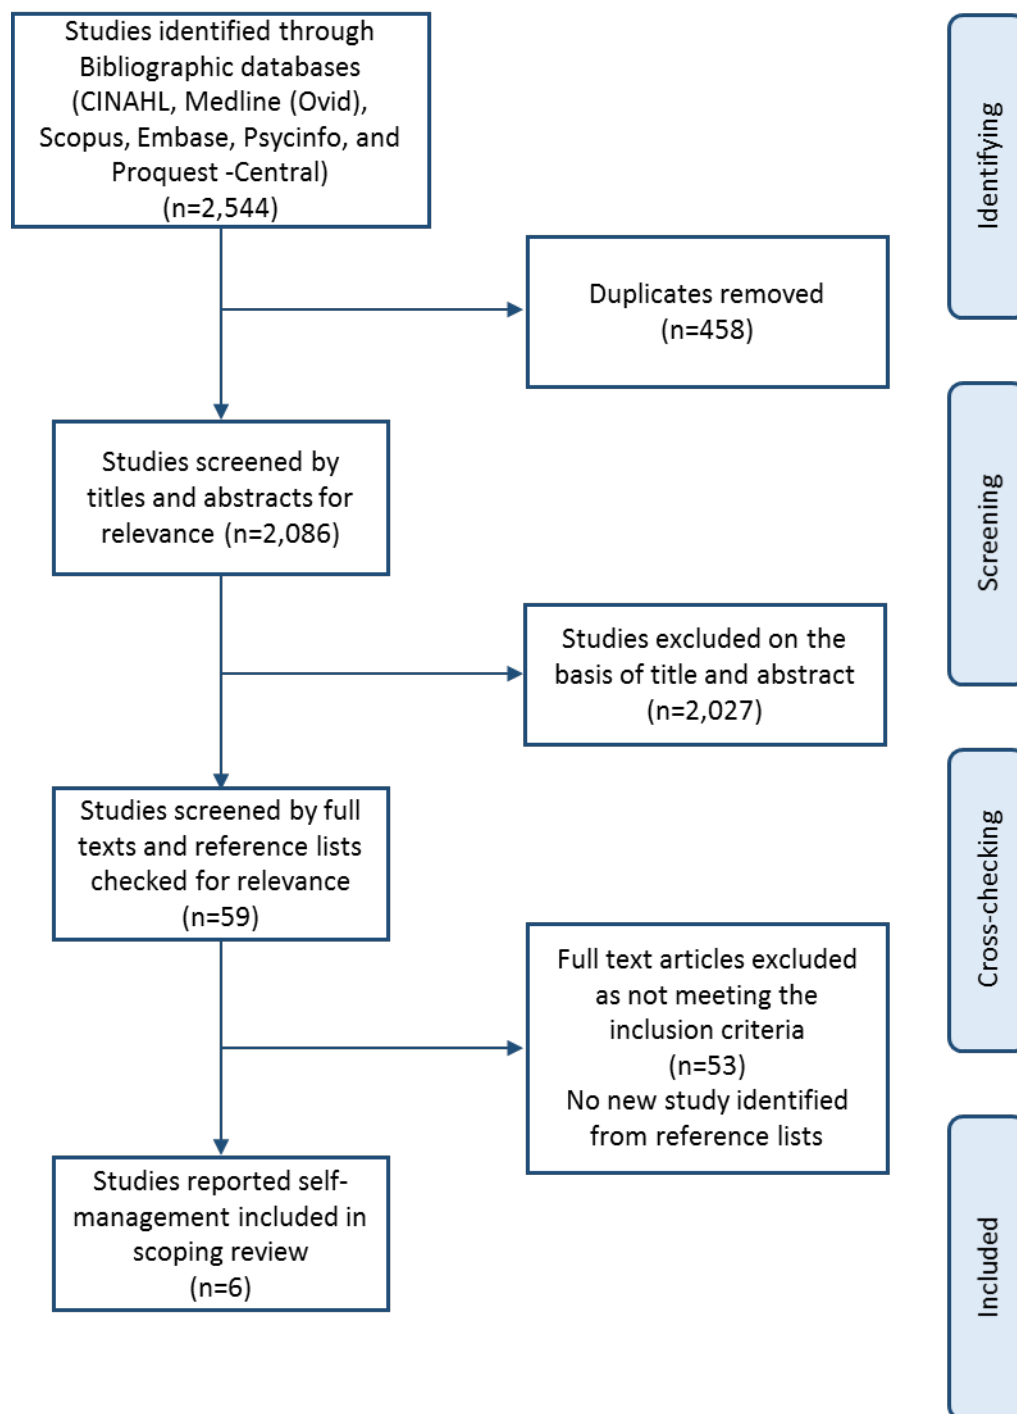 Studies identified through
Bibliographic databases
(CINAHL, Medline (Ovid),
Scopus, Embase, Psycinfo, and
Proquest -Central)
(n=2,544)
Identifying
Duplicates removed
(n=458)
Studies screened by
titles and abstracts for
relevance (n=2,086)
Screening
Studies excluded on the
basis of title and abstract
(n=2,027)
Studies screened by full
texts and reference lists
checked for relevance
(n=59)
Cross-checking
Full text articles excluded
as not meeting the
inclusion criteria
(n=53)
No new study identified
from reference lists
Studies reported self-
management included in
scoping review
(n=6)
Included